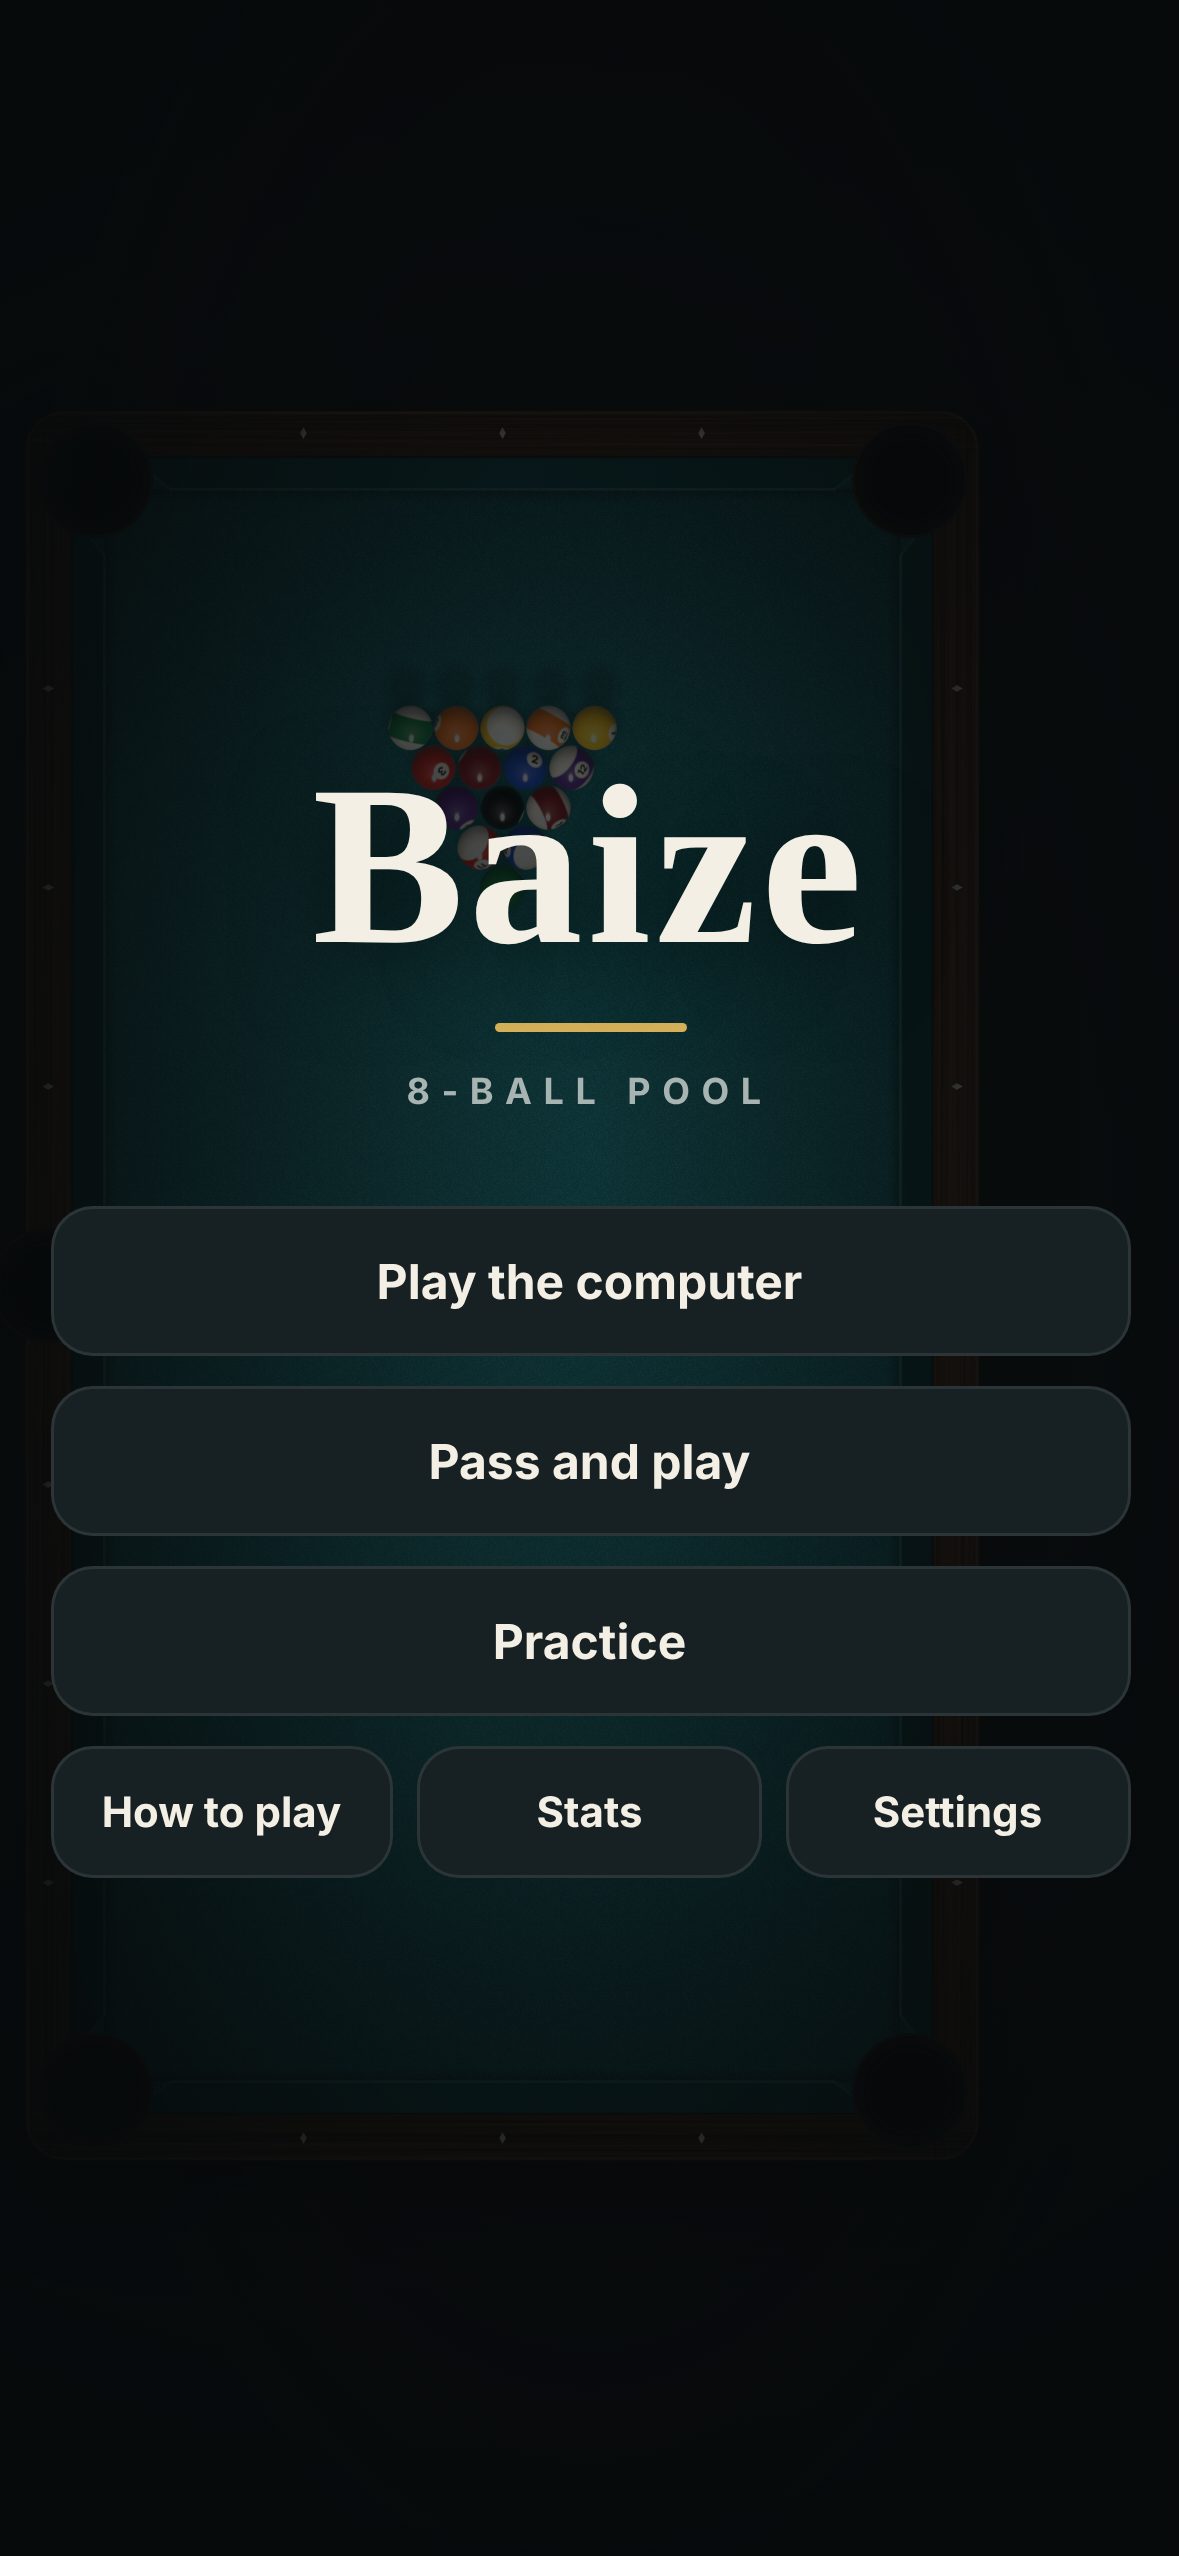 Baize
8-BALL POOL
Play the computer
Pass and play
Practice
How to play
Stats
Settings